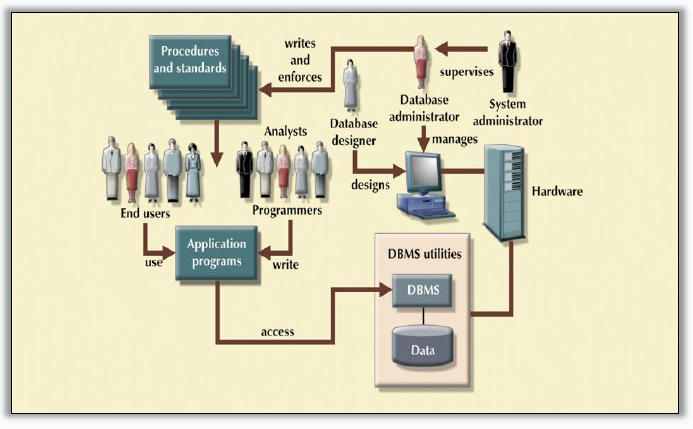 Procedures
and standards
writes
and
enforces
supervises
Database
administrator
System
administrator
Analysts
Database
designer
manages
designs
Hardware
End users
Programmers
use
Application
programs
write
DBMS utilities
DBMS
access
Data